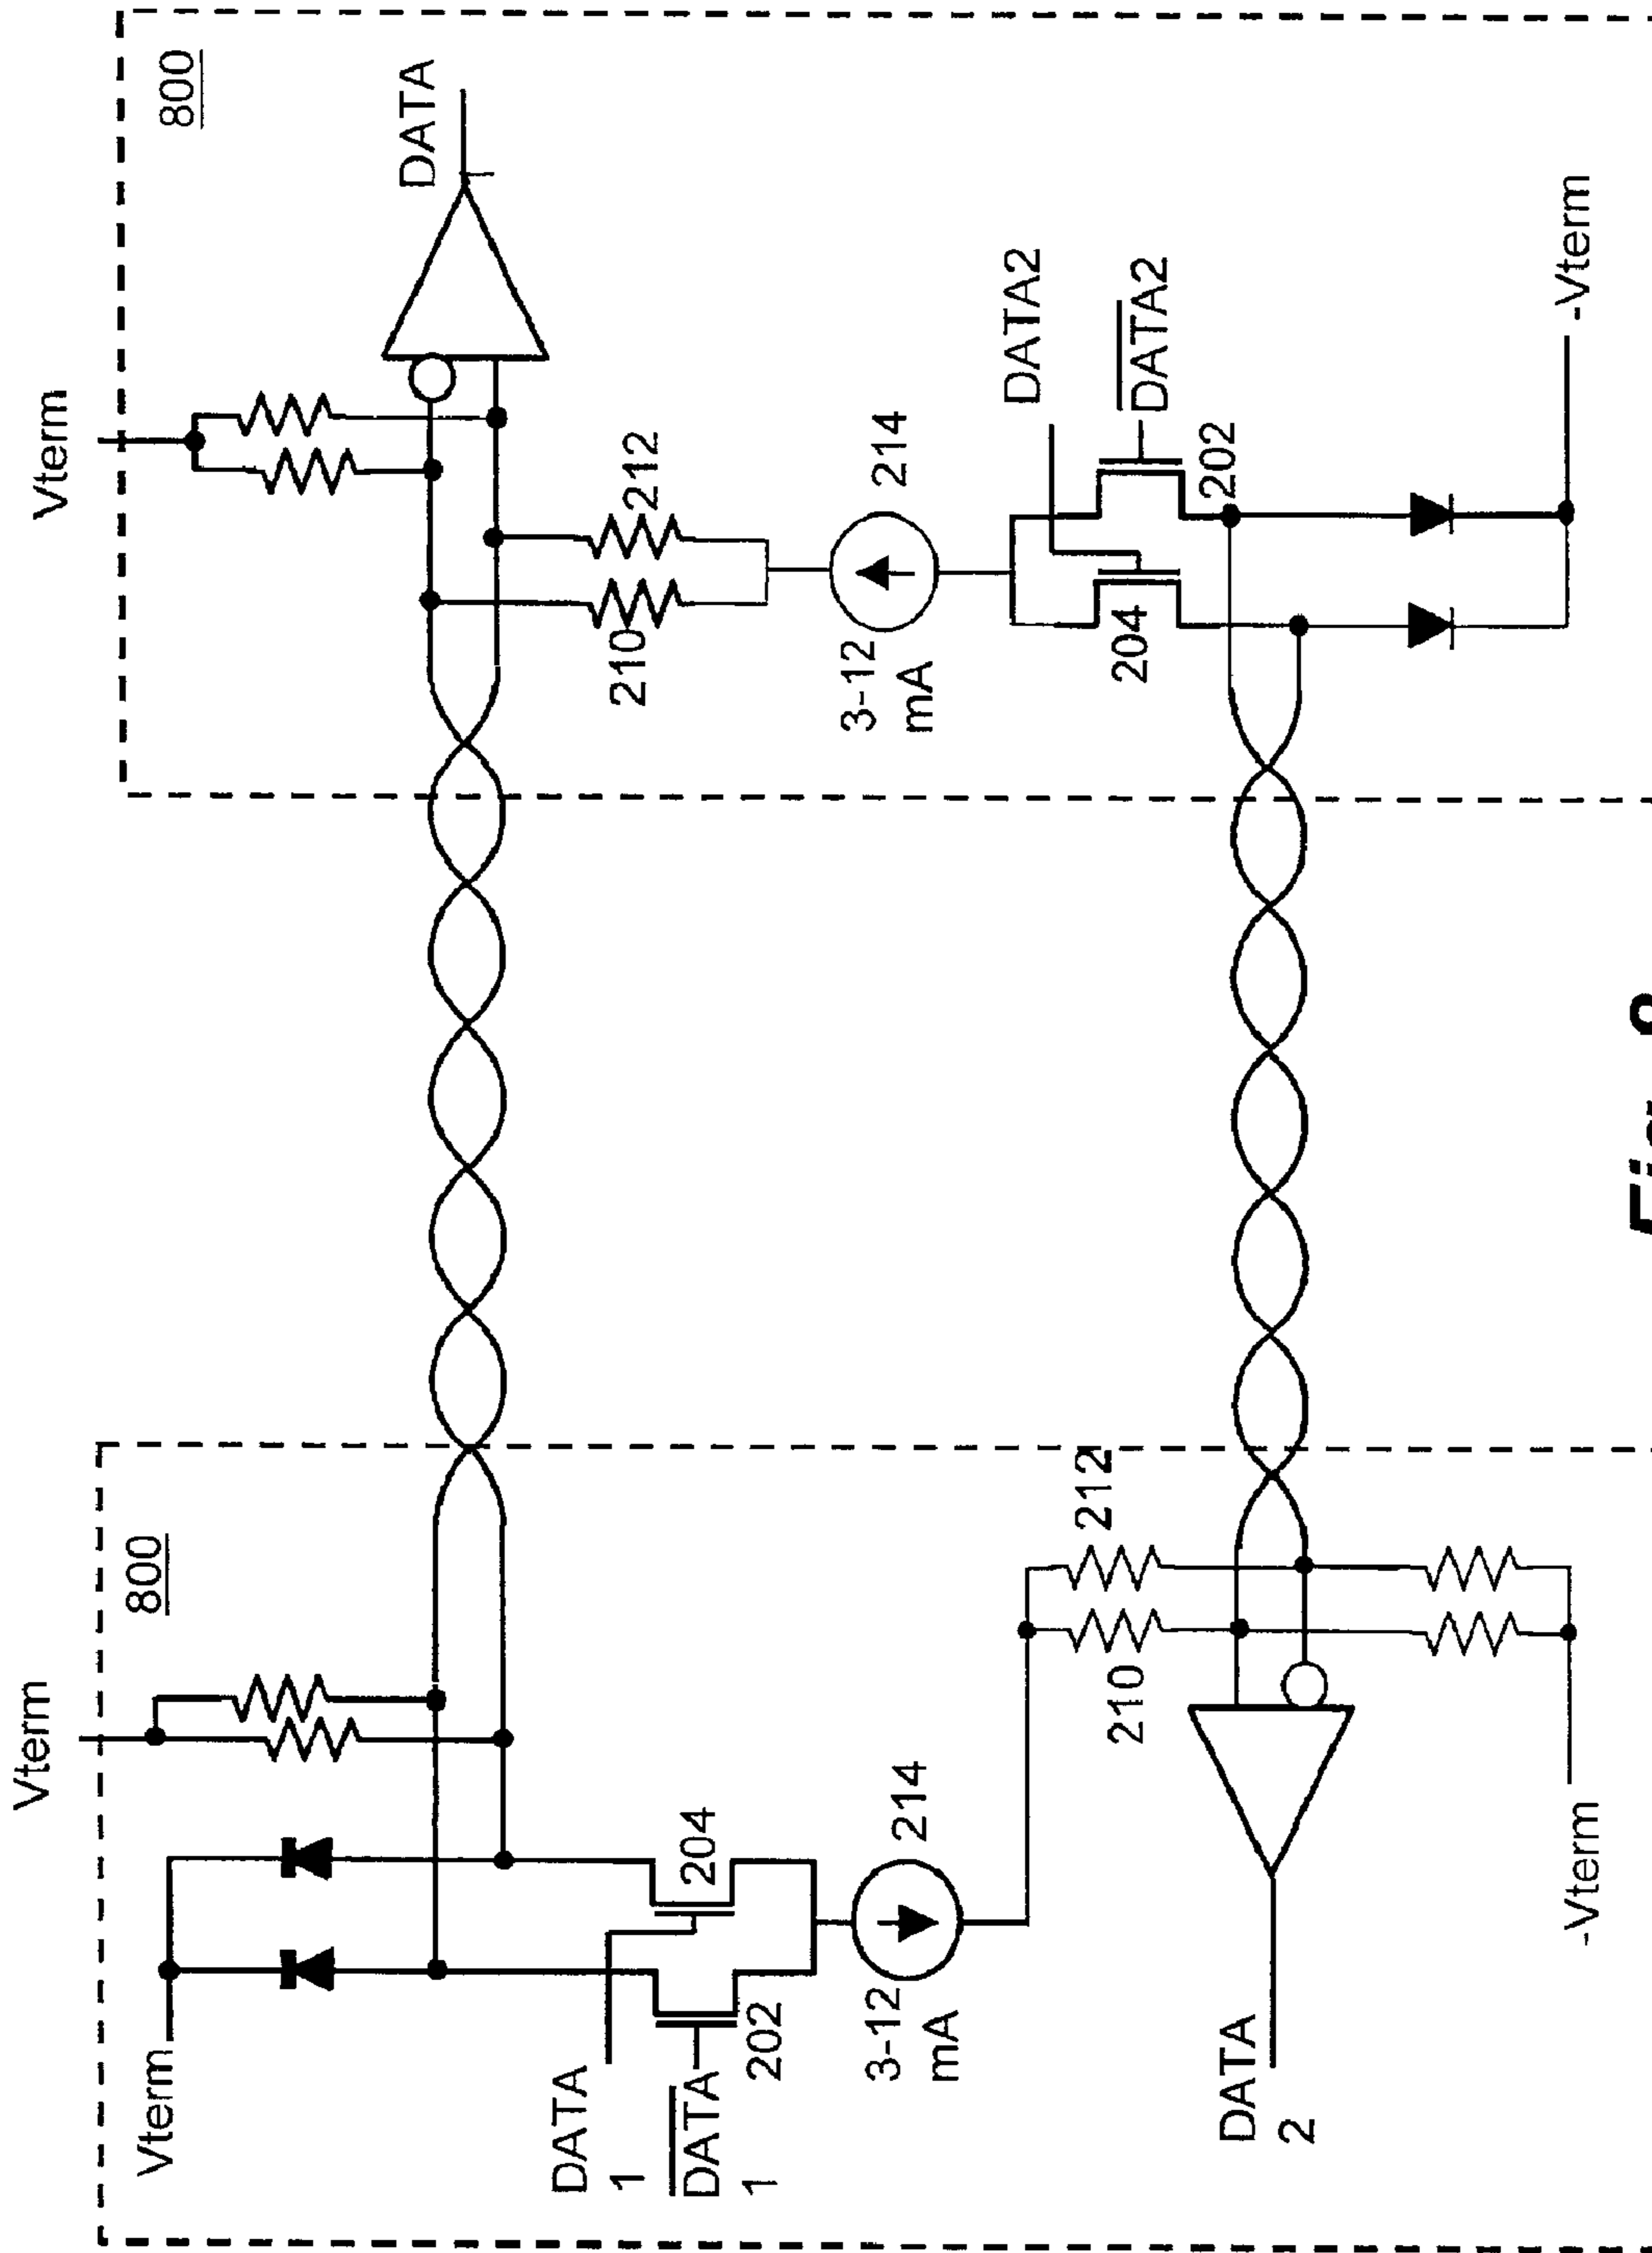 Vterm
Vterm
800
800
Vterm
DATA
DATA
1
DATA
1
204
202
210
212
3-12
mA
214
3-12
mA
214
DATA2
DATA2
204
202
210
212
DATA
2
-Vterm
-Vterm
Fig.